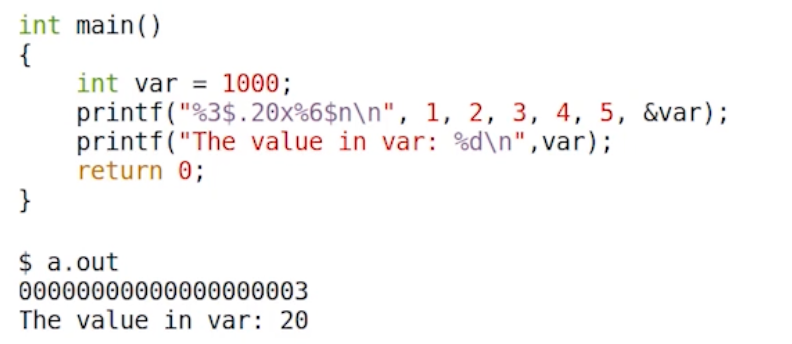 int main()
{
    int var = 1000;
    printf("%3$.20x%6$n\n", 1, 2, 3, 4, 5, &var);
    printf("The value in var: %d\n",var);
    return 0;
}

$ a.out
00000000000000000003
The value in var: 20